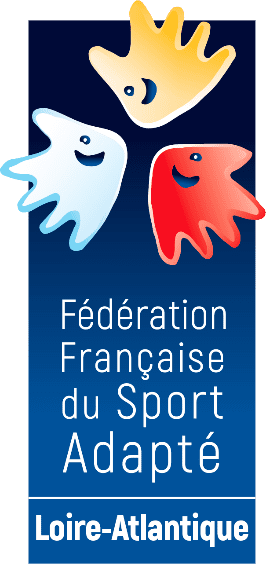 Fédération
Française
du Sport
Adapté
Loire-Atlantique